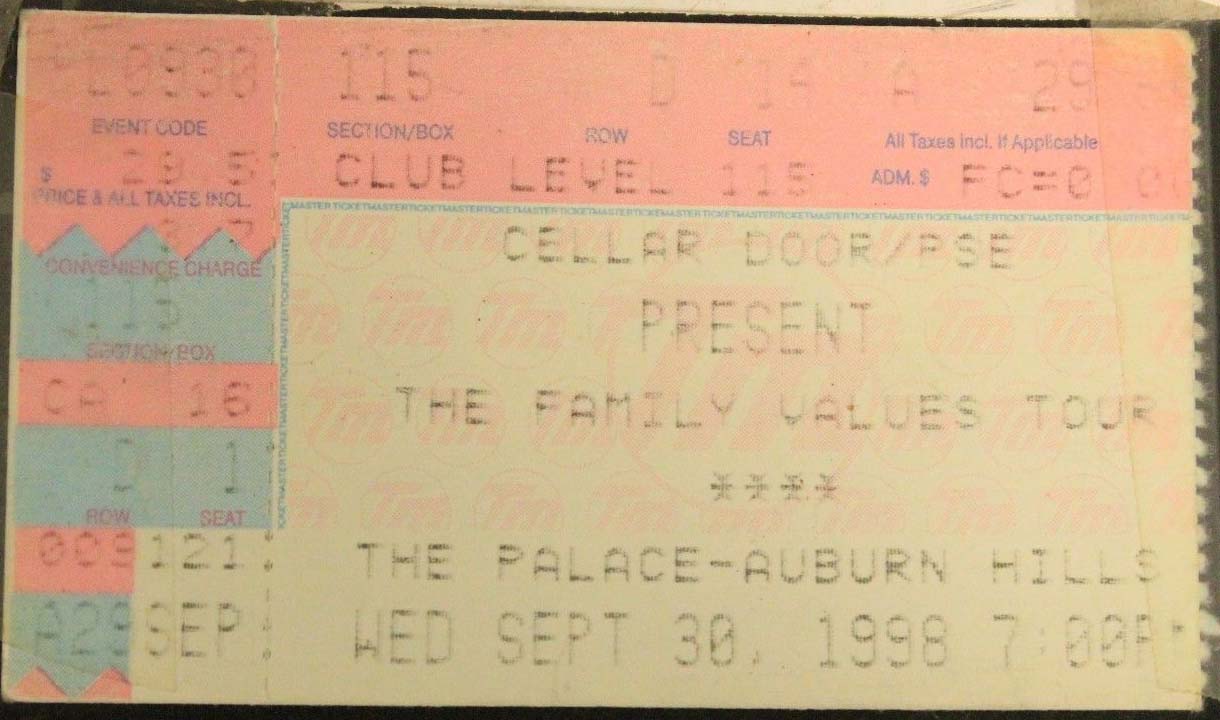 10930
EVENT CODE
$ 29.5
PRICE & ALL TAXES INCL.
CONVENIENCE CHARGE
SECTION/BOX
CA 16
1
ROW SEAT
121
SEP
115 D A 29
SECTION/BOX ROW SEAT All Taxes Incl. If Applicable
CLUB LEVEL 115 ADM. $ FC=0
CELLAR DOOR/PSE
PRESENT
THE FAMILY VALUES TOUR
****
THE PALACE-AUBURN HILLS
WED SEPT 30, 1998 7:00P